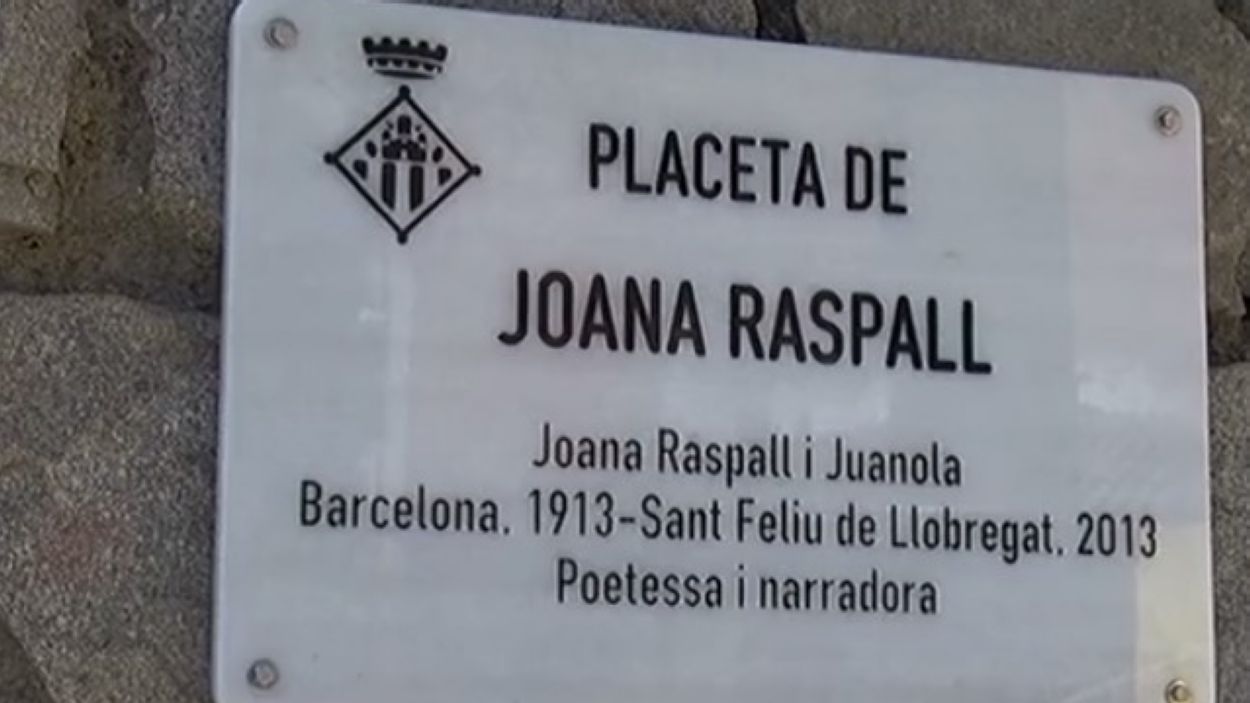 PLACETA DE
JOANA RASPALL
Joana Raspall i Juanola
Barcelona, 1913-Sant Feliu de Llobregat, 2013
Poetessa i narradora